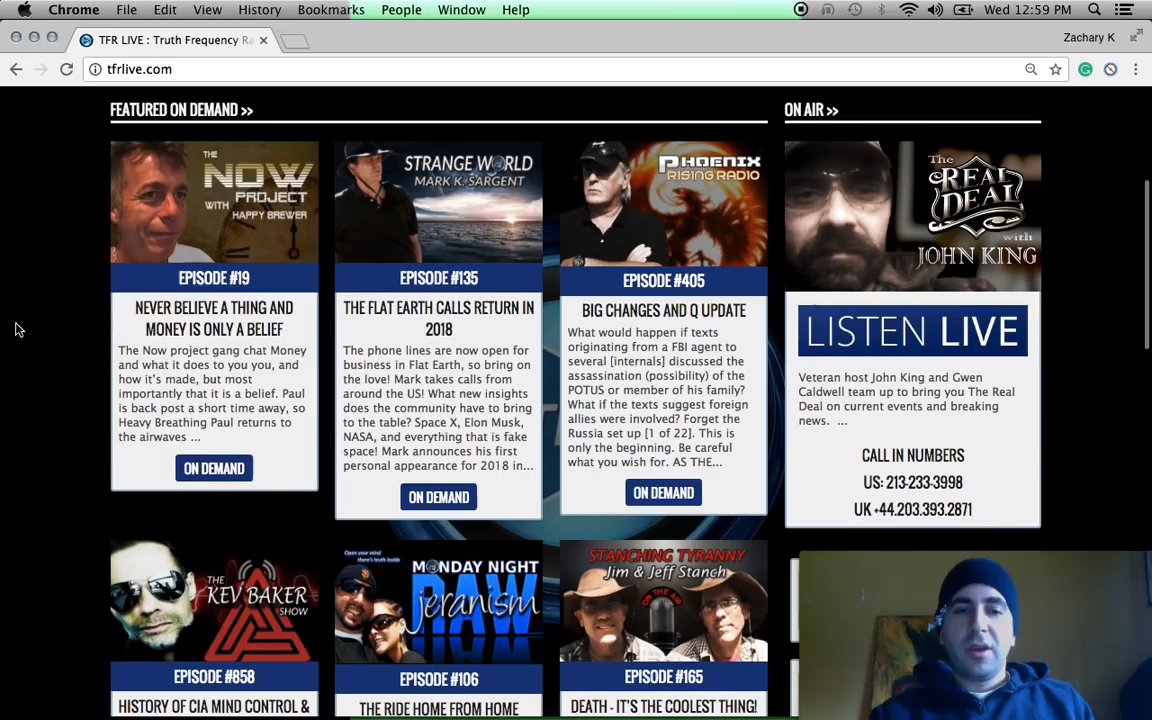 Chrome File Edit View History Bookmarks People Window Help Wed 12:59 PM
TFR LIVE : Truth Frequency Ra
Zachary K
tfrlive.com
FEATURED ON DEMAND >>
ON AIR >>
THE
NOW
PROJECT
WITH
HAPPY BREWER
EPISODE #19
NEVER BELIEVE A THING AND
MONEY IS ONLY A BELIEF
The Now project gang chat Money
and what it does to you you, and
how it's made, but most
importantly that it is a belief. Paul
is back post a short time away, so
Heavy Breathing Paul returns to
the airwaves ...
ON DEMAND
STRANGE WORLD
MARK K. SARGENT
EPISODE #135
THE FLAT EARTH CALLS RETURN IN
2018
The phone lines are now open for
business in Flat Earth, so bring on
the love! Mark takes calls from
around the US! What new insights
does the community have to bring
to the table? Space X, Elon Musk,
NASA, and everything that is fake
space! Mark announces his first
personal appearance for 2018 in...
ON DEMAND
PHOENIX
RISING RADIO
EPISODE #405
BIG CHANGES AND Q UPDATE
What would happen if texts
originating from a FBI agent to
several [internals] discussed the
assassination (possibility) of the
POTUS or member of his family?
What if the texts suggest foreign
allies were involved? Forget the
Russia set up [1 of 22]. This is
only the beginning. Be careful
what you wish for. AS THE...
ON DEMAND
The
REAL
DEAL
with
JOHN KING
LISTEN LIVE
Veteran host John King and Gwen
Caldwell team up to bring you The Real
Deal on current events and breaking
news. ...
CALL IN NUMBERS
US: 213-233-3998
UK +44.203.393.2871
THE
KEV BAKER
SHOW
EPISODE #858
HISTORY OF CIA MIND CONTROL &
Open your mind
there's truth inside
MONDAY NIGHT
RAW
jeranism
EPISODE #106
THE RIDE HOME FROM HOME
STANCHING TYRANNY
Jim & Jeff Stanch
ON THE
AIR
EPISODE #165
DEATH - IT'S THE COOLEST THING!